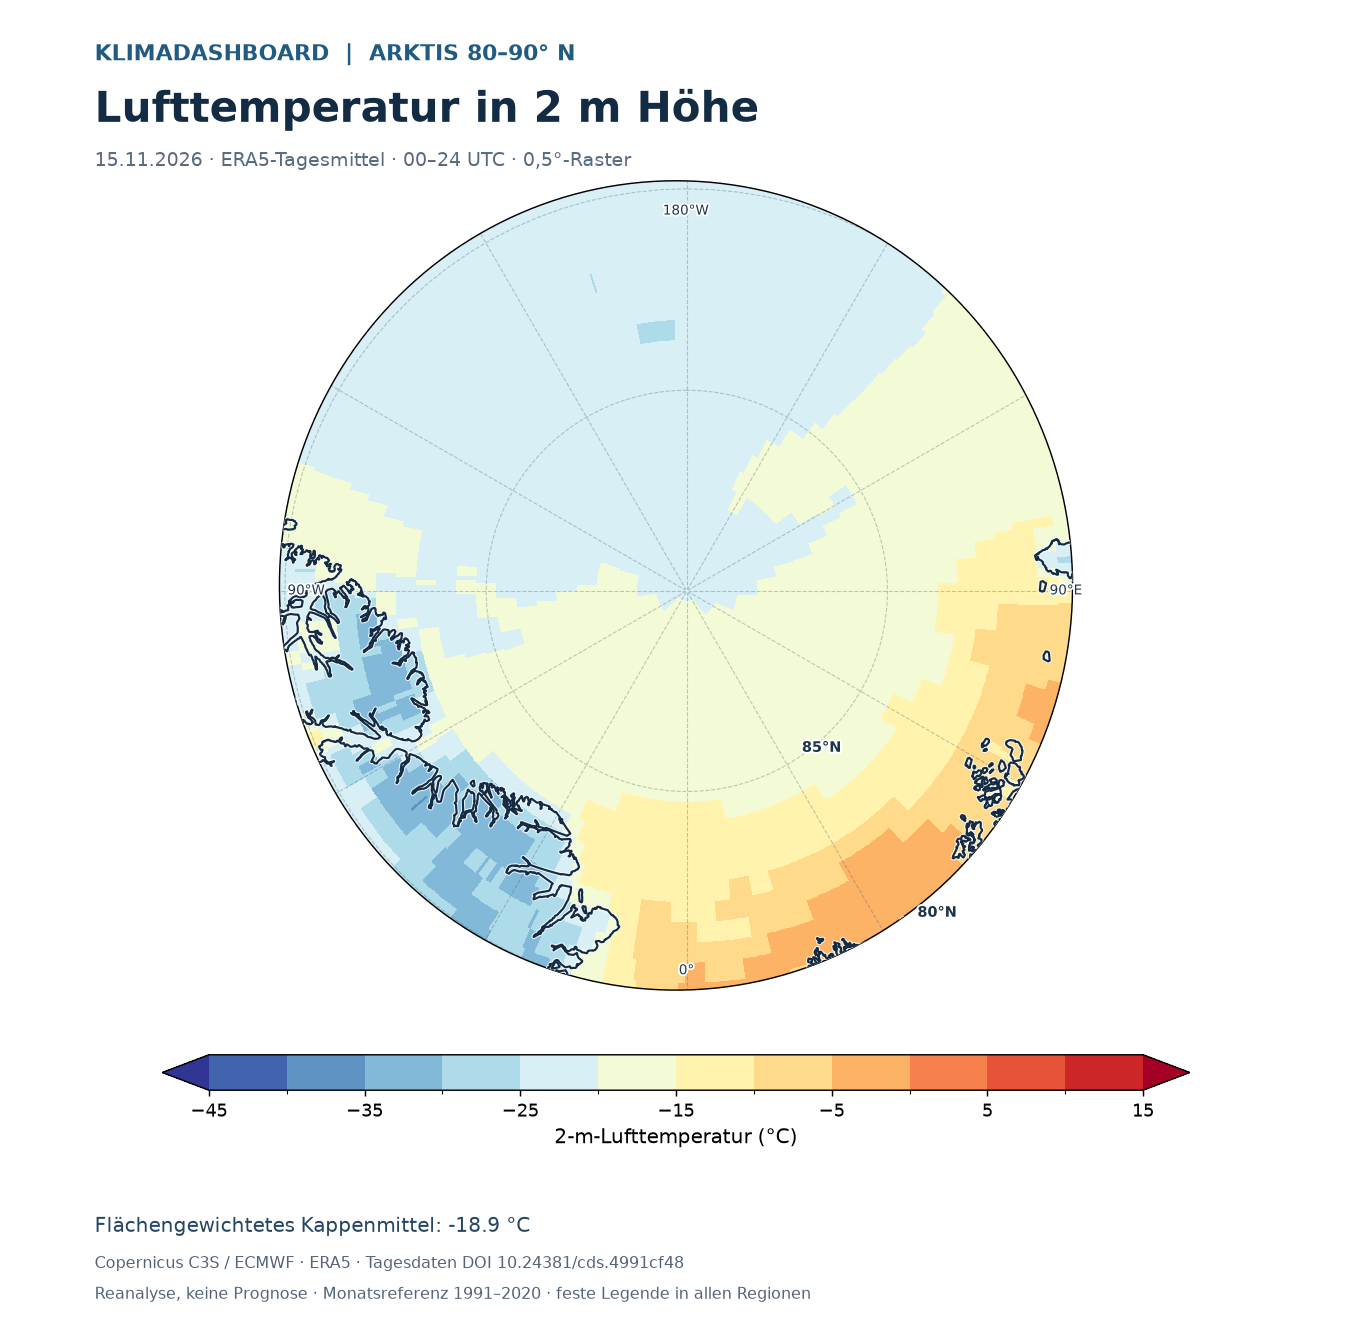 KLIMADASHBOARD | ARKTIS 80–90° N
Lufttemperatur in 2 m Höhe
15.11.2026 · ERA5-Tagesmittel · 00–24 UTC · 0,5°-Raster
180°W
90°W
90°E
85°N
80°N
0°
−45 −35 −25 −15 −5 5 15
2-m-Lufttemperatur (°C)
Flächengewichtetes Kappenmittel: -18.9 °C
Copernicus C3S / ECMWF · ERA5 · Tagesdaten DOI 10.24381/cds.4991cf48
Reanalyse, keine Prognose · Monatsreferenz 1991–2020 · feste Legende in allen Regionen